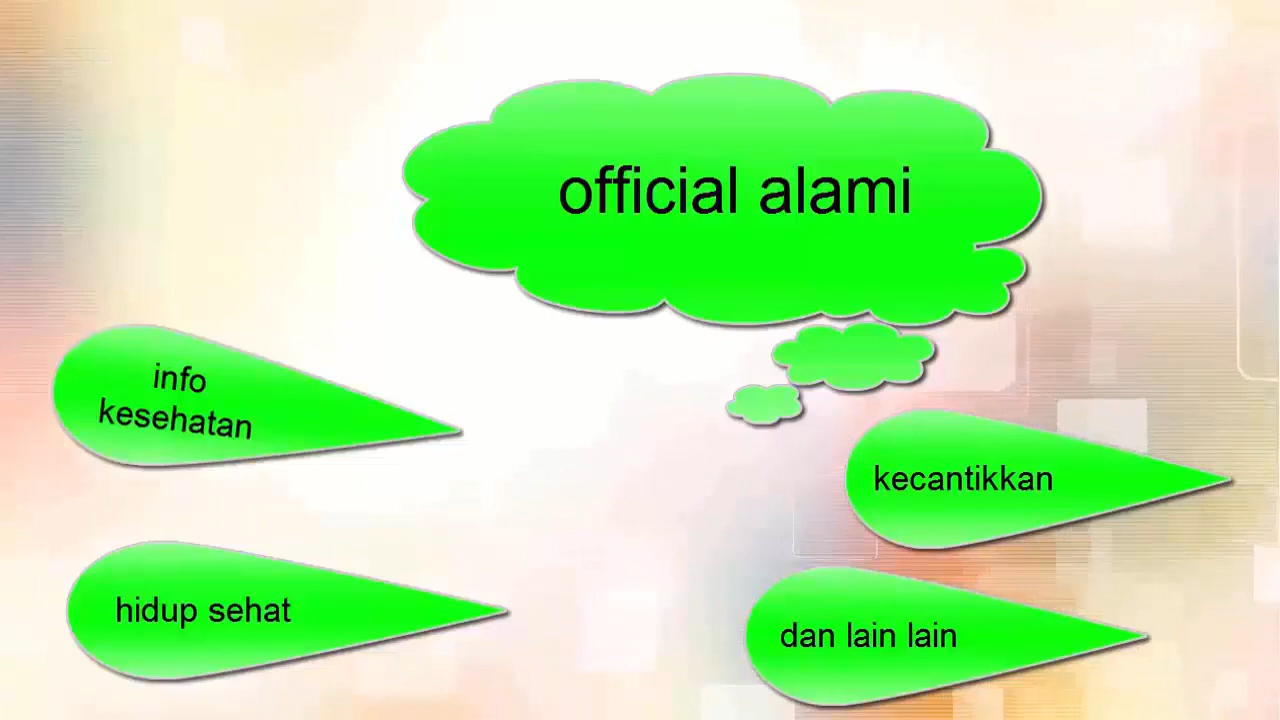 official alami
info
kesehatan
kecantikkan
hidup sehat
dan lain lain